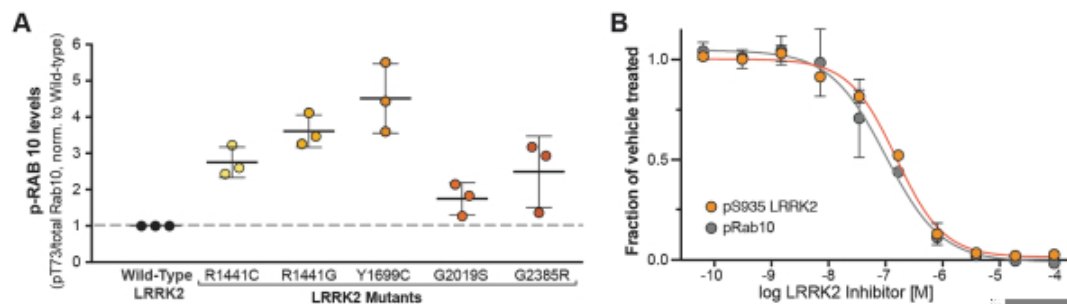 A
p-RAB 10 levels
(pT73/total Rab10, norm. to Wild-type)
6
5
4
3
2
1
0
Wild-Type
LRRK2
R1441C R1441G Y1699C G2019S G2385R
LRRK2 Mutants
B
Fraction of vehicle treated
1.0
0.5
0.0
pS935 LRRK2
pRab10
-10 -9 -8 -7 -6 -5 -4
log LRRK2 Inhibitor [M]